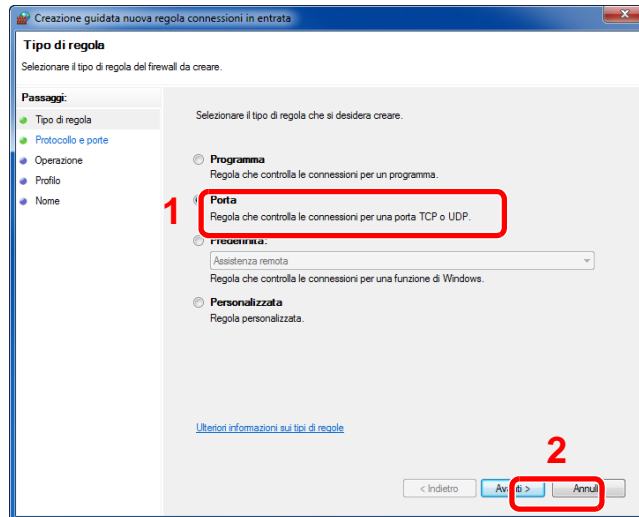 Creazione guidata nuova regola connessioni in entrata
Tipo di regola
Selezionare il tipo di regola del firewall da creare.
Passaggi:
Tipo di regola
Protocollo e porte
Operazione
Profilo
Nome
Selezionare il tipo di regola che si desidera creare.
Programma
Regola che controlla le connessioni per un programma.
1
Porta
Regola che controlla le connessioni per una porta TCP o UDP.
Predefinita:
Assistenza remota
Regola che controlla le connessioni per una funzione di Windows.
Personalizzata
Regola personalizzata.
Ulteriori informazioni sui tipi di regole
2
< Indietro
Avanti >
Annulla